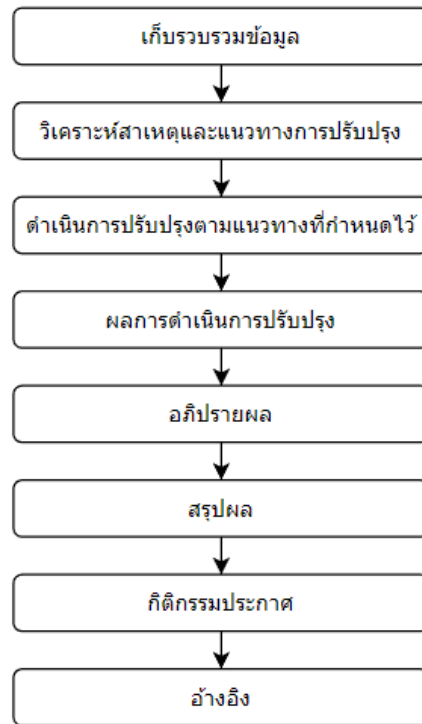 เก็บรวบรวมข้อมูล
วิเคราะห์สาเหตุและแนวทางการปรับปรุง
ดำเนินการปรับปรุงตามแนวทางที่กำหนดไว้
ผลการดำเนินการปรับปรุง
อภิปรายผล
สรุปผล
กิติกรรมประกาศ
อ้างอิง